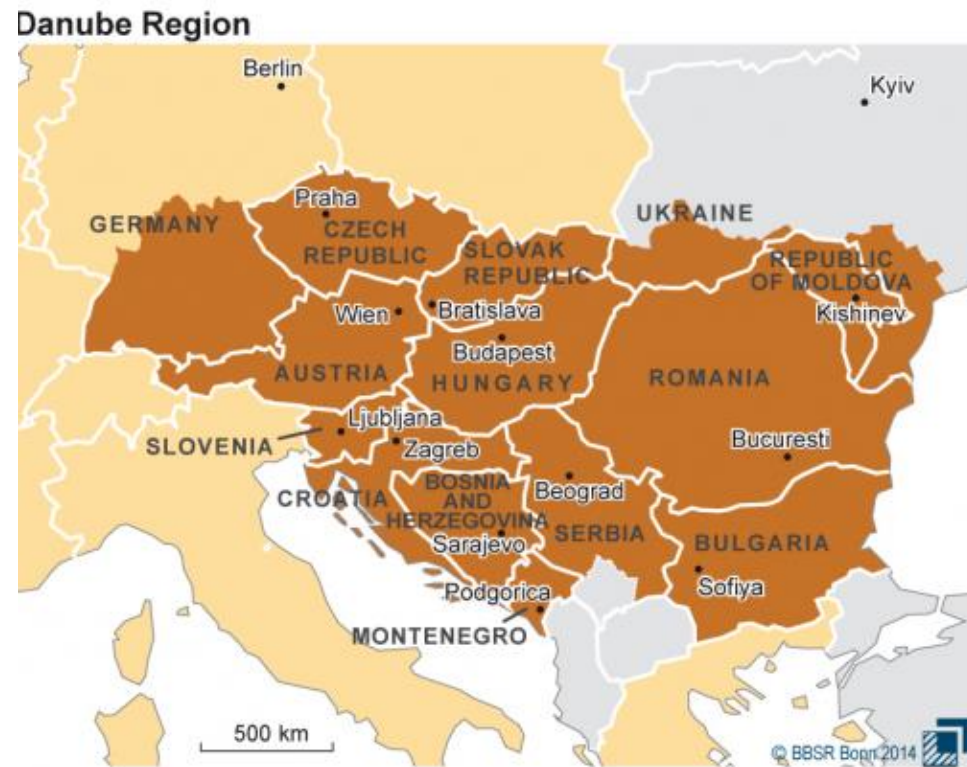 Danube Region
Berlin
Kyiv
Praha
GERMANY
CZECH
REPUBLIC
UKRAINE
SLOVAK
REPUBLIC
REPUBLIC
OF MOLDOVA
Kishinev
Wien
Bratislava
Budapest
AUSTRIA
HUNGARY
ROMANIA
Ljubljana
SLOVENIA
Zagreb
Bucuresti
CROATIA
BOSNIA
AND
HERZEGOVINA
Beograd
Sarajevo
SERBIA
BULGARIA
Sofiya
Podgorica
MONTENEGRO
500 km
© BBSR Bonn 2014